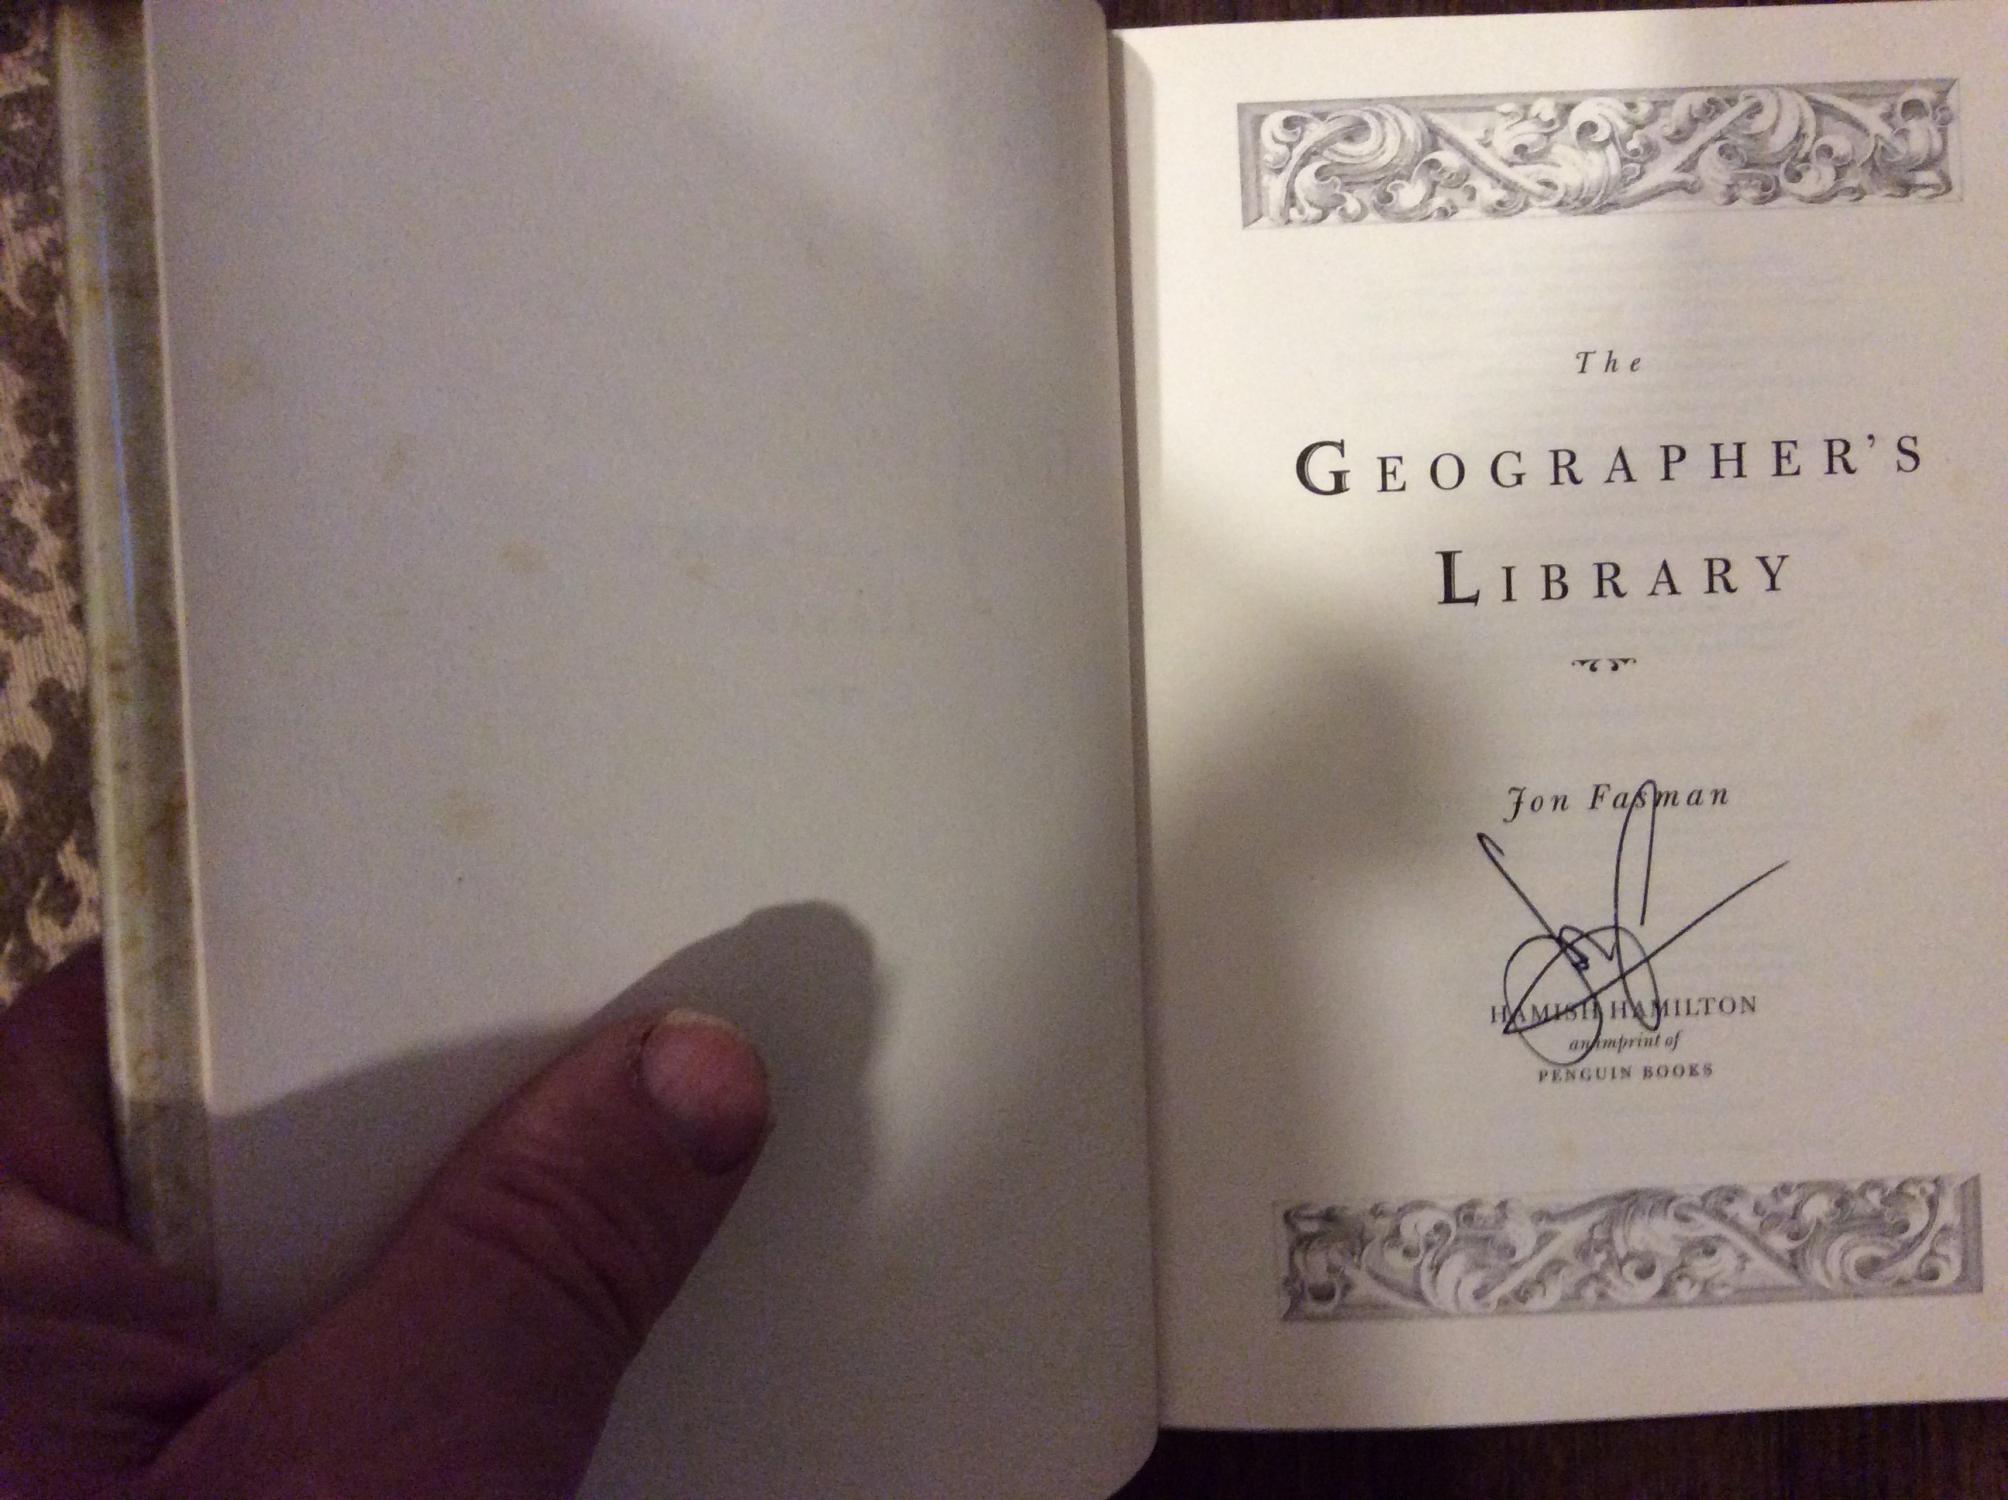 The
GEOGRAPHER'S
LIBRARY
Jon Fasman
HAMISH HAMILTON
an imprint of
PENGUIN BOOKS